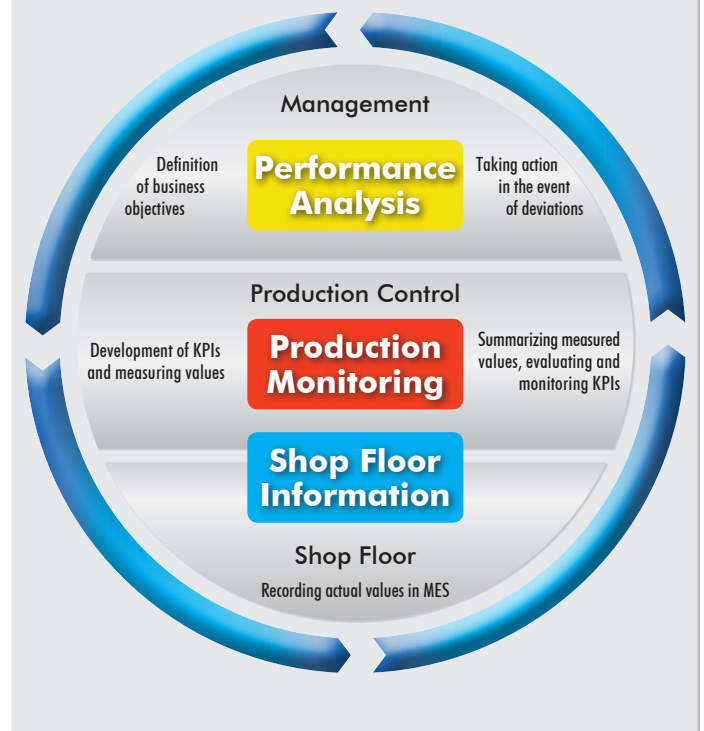 Management
Definition
of business
objectives
Performance
Analysis
Taking action
in the event
of deviations
Production Control
Development of KPIs
and measuring values
Production
Monitoring
Summarizing measured
values, evaluating and
monitoring KPIs
Shop Floor
Information
Shop Floor
Recording actual values in MES